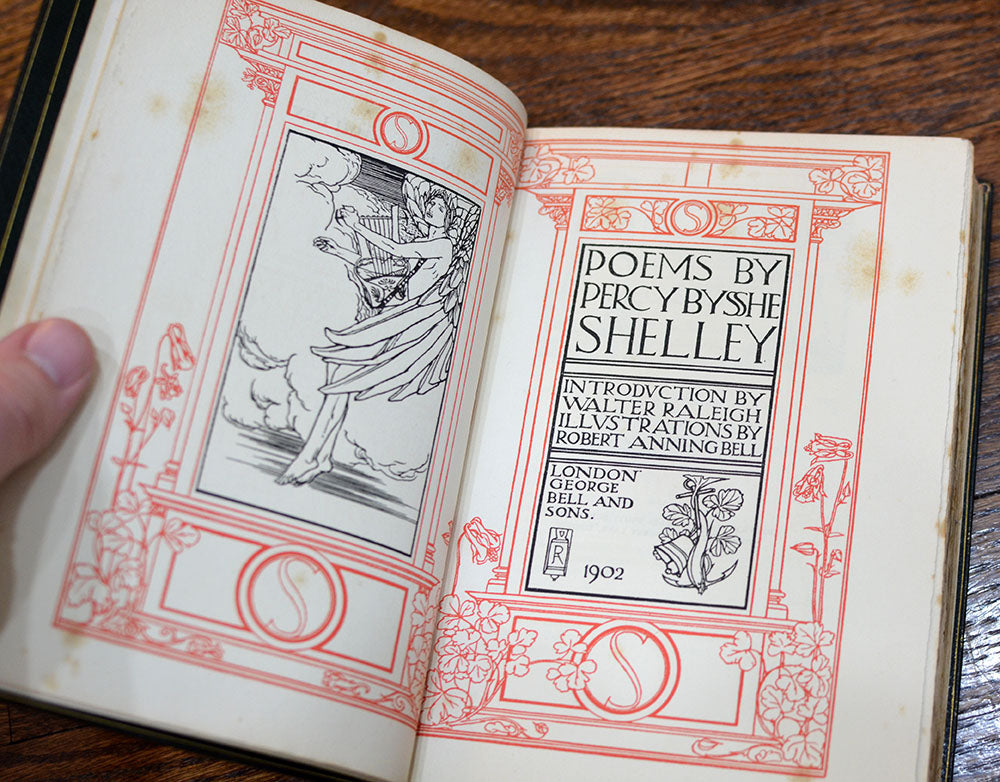 S
S
S
POEMS BY
PERCY BYSSHE
SHELLEY
INTRODVCTION BY
WALTER RALEIGH
ILLVSTRATIONS BY
ROBERT ANNING BELL
LONDON
GEORGE
BELL AND
SONS.
R
1902
S